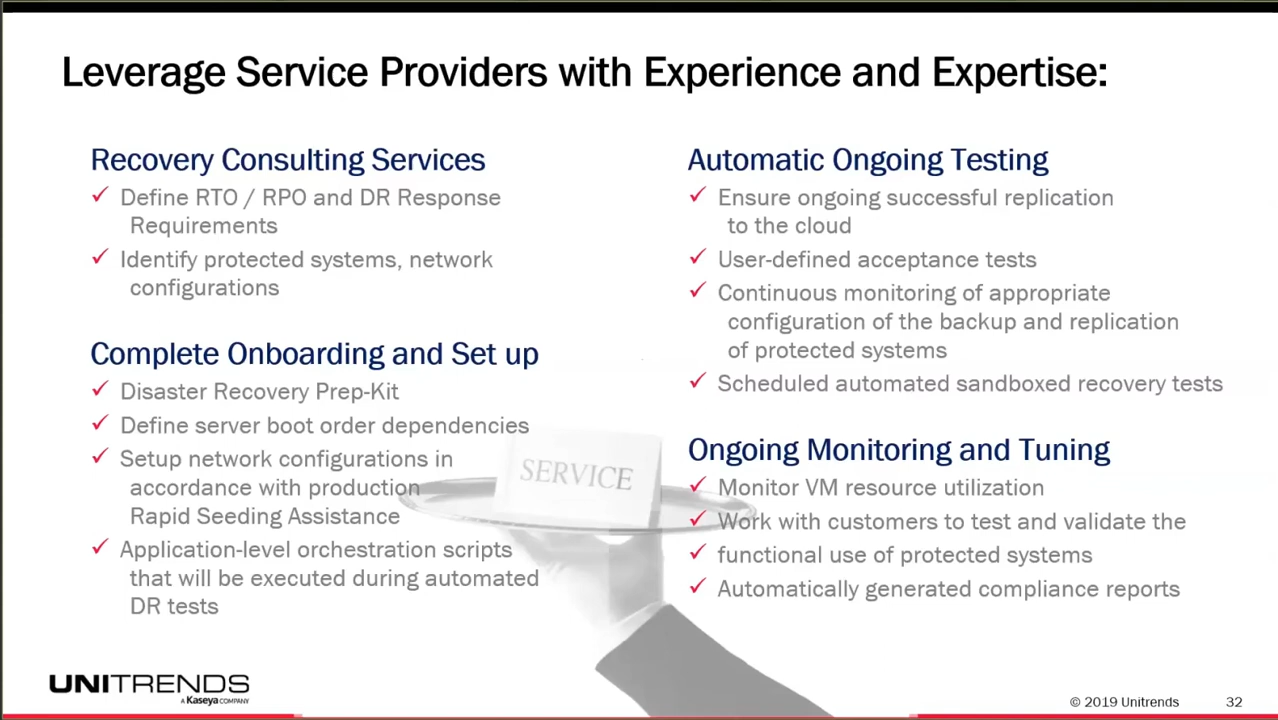 Leverage Service Providers with Experience and Expertise:
Recovery Consulting Services
✓ Define RTO / RPO and DR Response
Requirements
✓ Identify protected systems, network
configurations
Complete Onboarding and Set up
✓ Disaster Recovery Prep-Kit
✓ Define server boot order dependencies
✓ Setup network configurations in
accordance with production
Rapid Seeding Assistance
✓ Application-level orchestration scripts
that will be executed during automated
DR tests
Automatic Ongoing Testing
✓ Ensure ongoing successful replication
to the cloud
✓ User-defined acceptance tests
✓ Continuous monitoring of appropriate
configuration of the backup and replication
of protected systems
✓ Scheduled automated sandboxed recovery tests
Ongoing Monitoring and Tuning
✓ Monitor VM resource utilization
✓ Work with customers to test and validate the
✓ functional use of protected systems
✓ Automatically generated compliance reports
SERVICE
UNITRENDS
A Kaseya COMPANY
© 2019 Unitrends 32